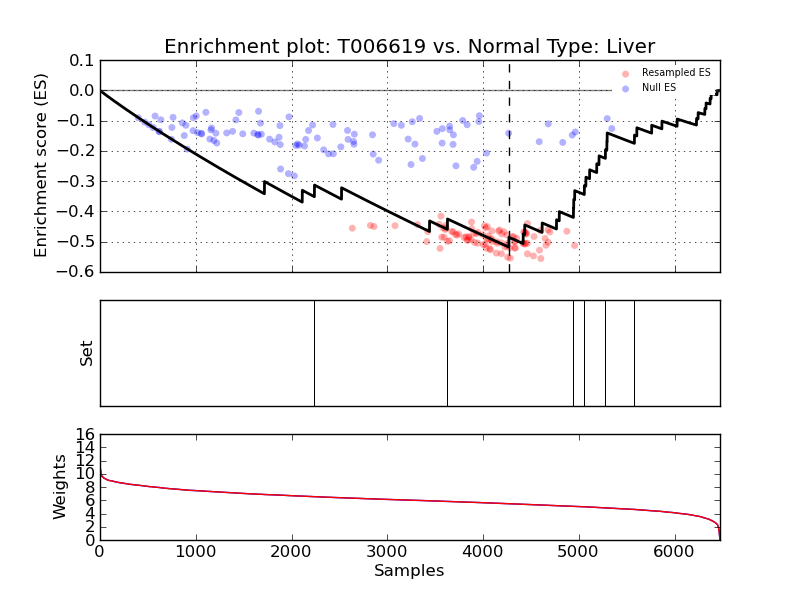 Enrichment plot: T006619 vs. Normal Type: Liver
Enrichment score (ES)
0.1
0.0
−0.1
−0.2
−0.3
−0.4
−0.5
−0.6
Resampled ES
Null ES
Set
Weights
16
14
12
10
8
6
4
2
0
0 1000 2000 3000 4000 5000 6000
Samples